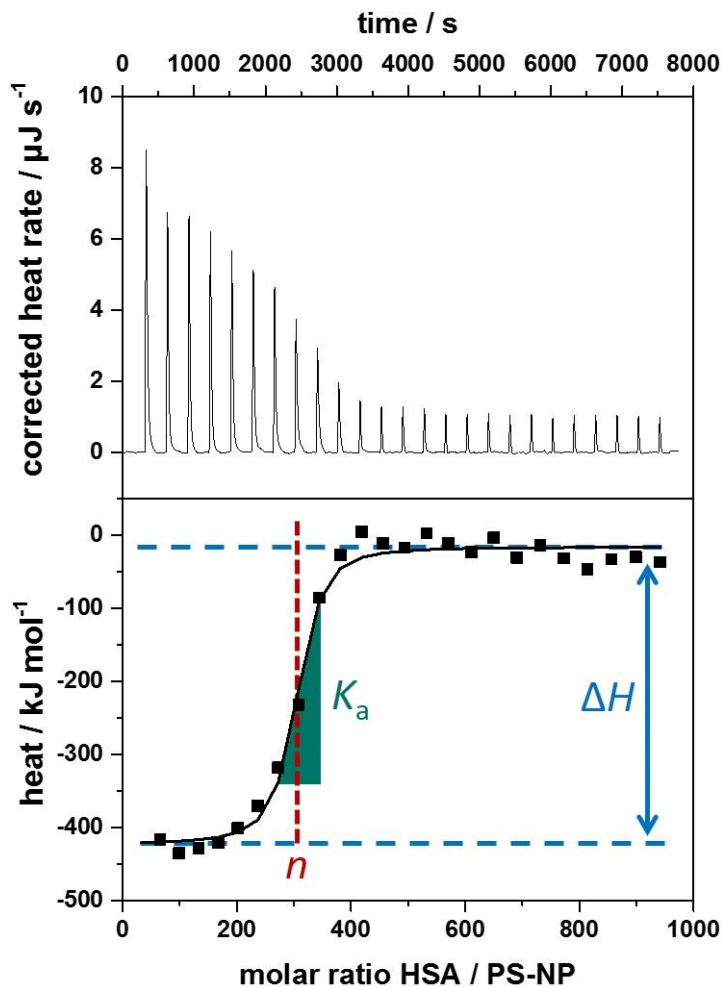 time / s
0 1000 2000 3000 4000 5000 6000 7000 8000
corrected heat rate / µJ s⁻¹
10
8
6
4
2
0
heat / kJ mol⁻¹
0
-100
-200
-300
-400
-500
Kₐ
ΔH
n
0 200 400 600 800 1000
molar ratio HSA / PS-NP